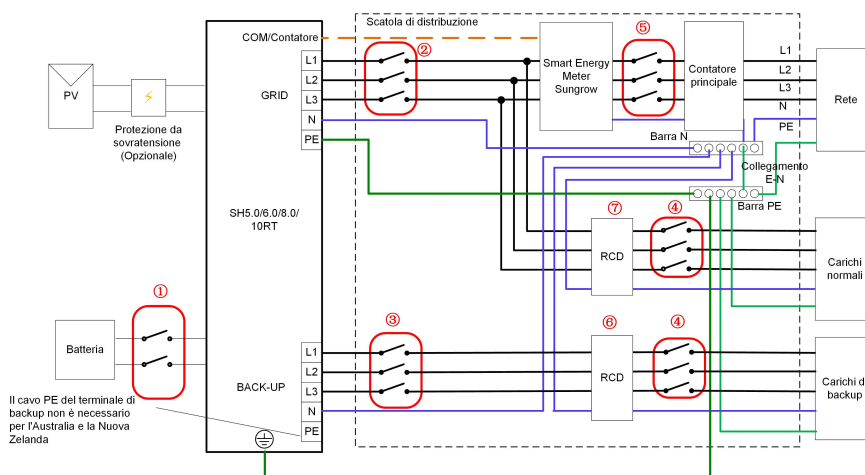 Scatola di distribuzione
COM/Contatore
②
⑤
L1
L2
L3
N
PE
GRID
Smart Energy
Meter
Sungrow
Contatore
principale
L1
L2
L3
N
PE
Rete
PV
Protezione da
sovratensione
(Opzionale)
Barra N
Collegamento
E-N
Barra PE
SH5.0/6.0/8.0/
10RT
⑦
④
RCD
Carichi
normali
①
③
⑥
④
Batteria
L1
L2
L3
N
PE
BACK-UP
RCD
Carichi d
backup
Il cavo PE del terminale di
backup non è necessario
per l'Australia e la Nuova
Zelanda